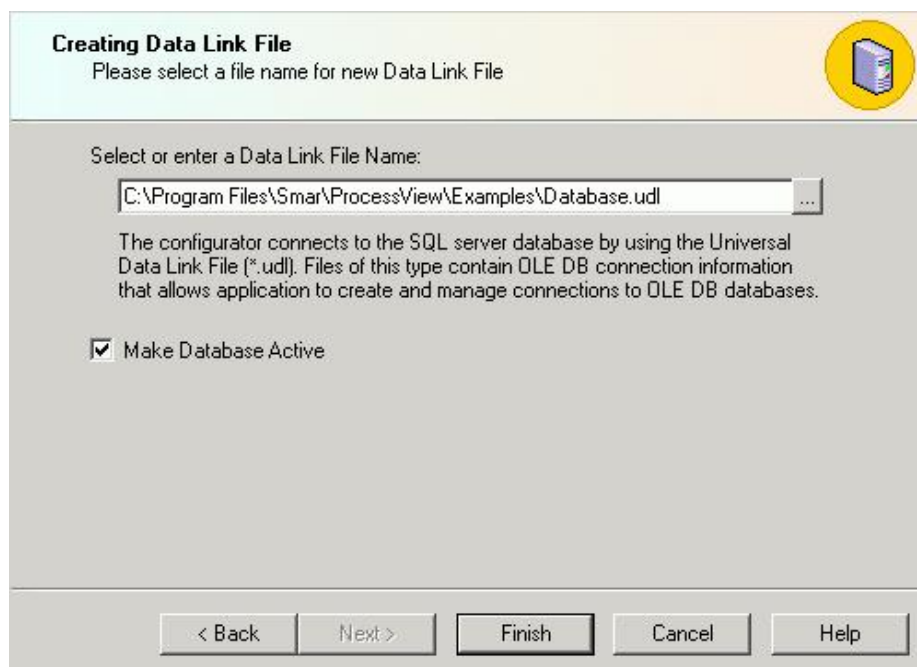 Creating Data Link File
Please select a file name for new Data Link File
Select or enter a Data Link File Name:
C:\Program Files\Smar\ProcessView\Examples\Database.udl
...
The configurator connects to the SQL server database by using the Universal
Data Link File (*.udl). Files of this type contain OLE DB connection information
that allows application to create and manage connections to OLE DB databases.
Make Database Active
< Back Next > Finish Cancel Help